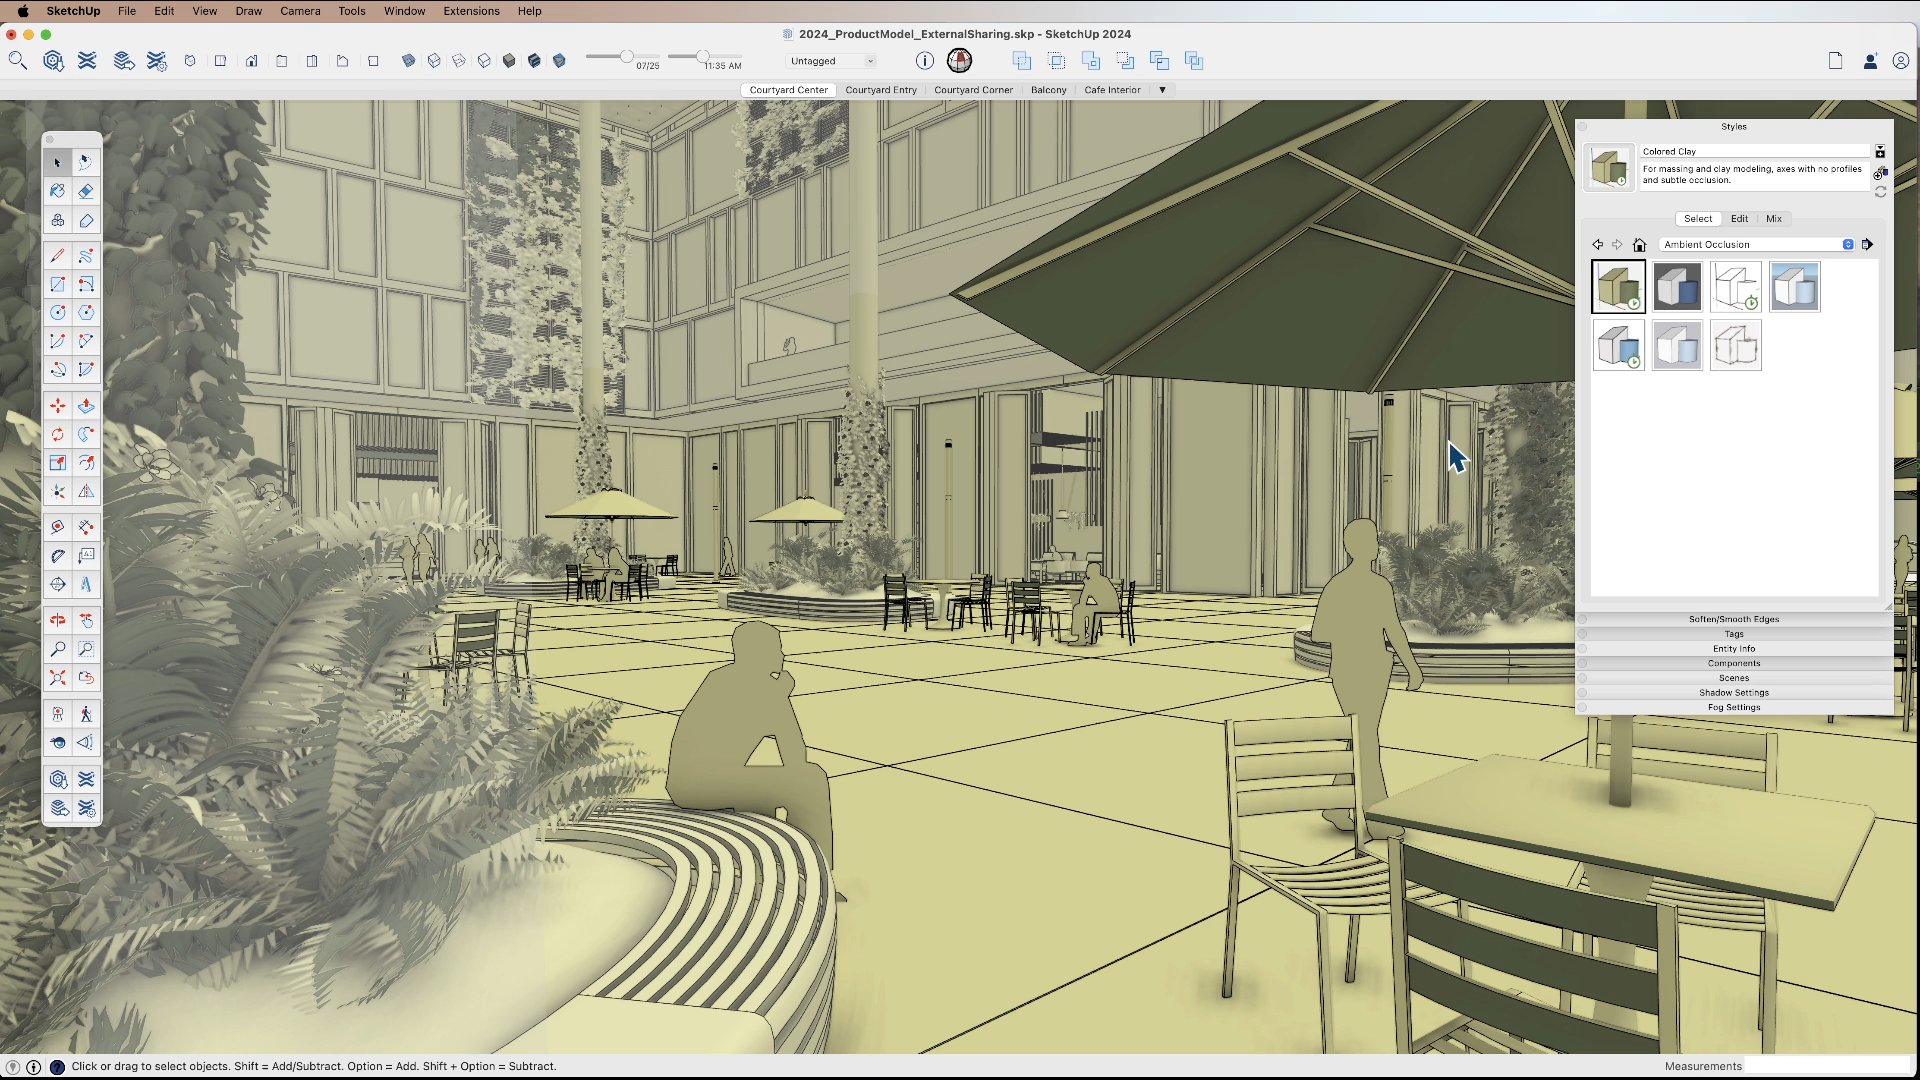 SketchUp File Edit View Draw Camera Tools Window Extensions Help
2024_ProductModel_ExternalSharing.skp - SketchUp 2024
07/25 11:35 AM Untagged
Courtyard Center Courtyard Entry Courtyard Corner Balcony Cafe Interior
Styles
Colored Clay
For massing and clay modeling, axes with no profiles
and subtle occlusion.
Select Edit Mix
Ambient Occlusion
Soften/Smooth Edges
Tags
Entity Info
Components
Scenes
Shadow Settings
Fog Settings
Click or drag to select objects. Shift = Add/Subtract. Option = Add. Shift + Option = Subtract.
Measurements